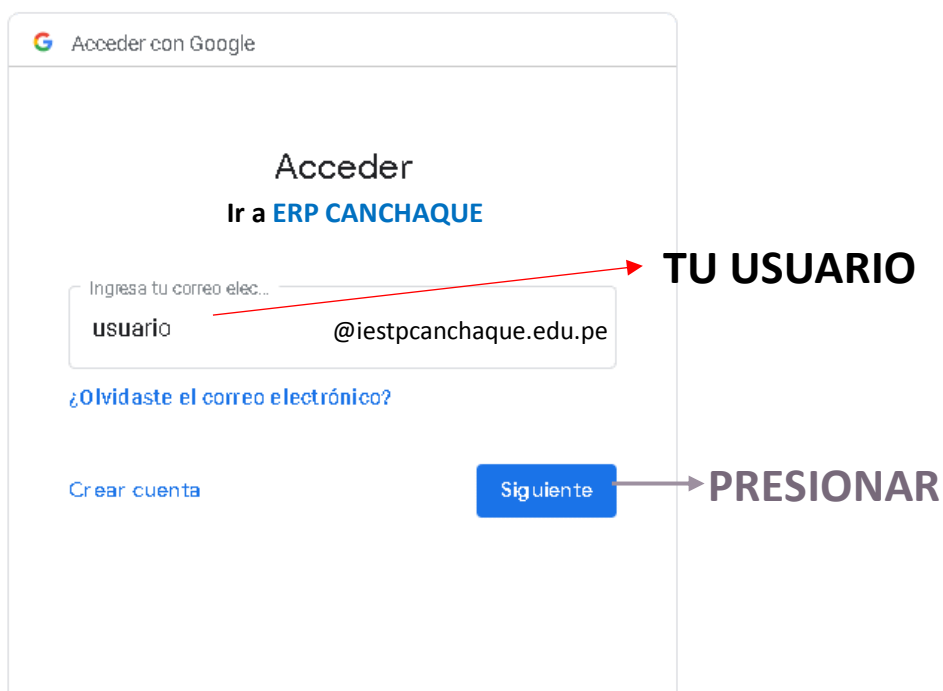 Acceder con Google
Acceder
Ir a ERP CANCHAQUE
TU USUARIO
Ingresa tu correo elec...
usuario @iestpcanchaque.edu.pe
¿Olvidaste el correo electrónico?
Crear cuenta
Siguiente
PRESIONAR